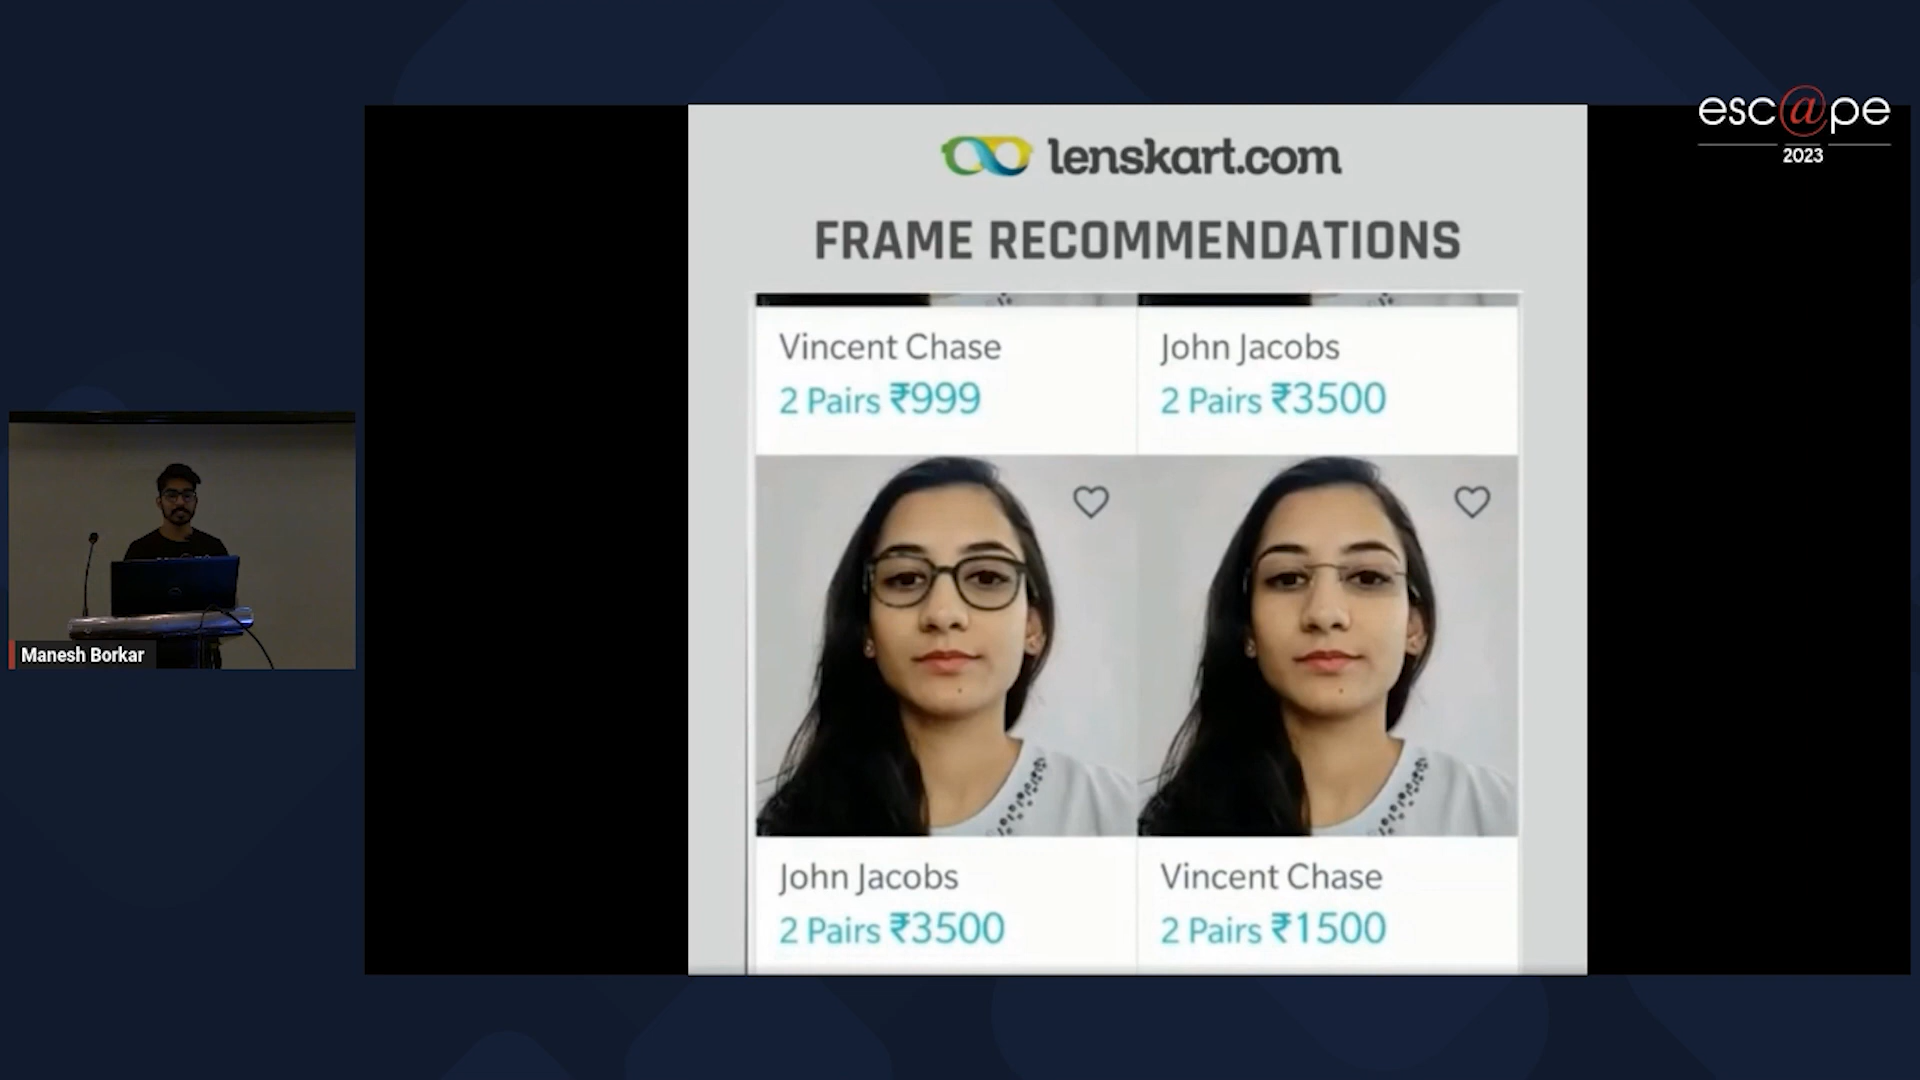 esc@pe
2023
lenskart.com
FRAME RECOMMENDATIONS
Vincent Chase
2 Pairs ₹999
John Jacobs
2 Pairs ₹3500
John Jacobs
2 Pairs ₹3500
Vincent Chase
2 Pairs ₹1500
Manesh Borkar